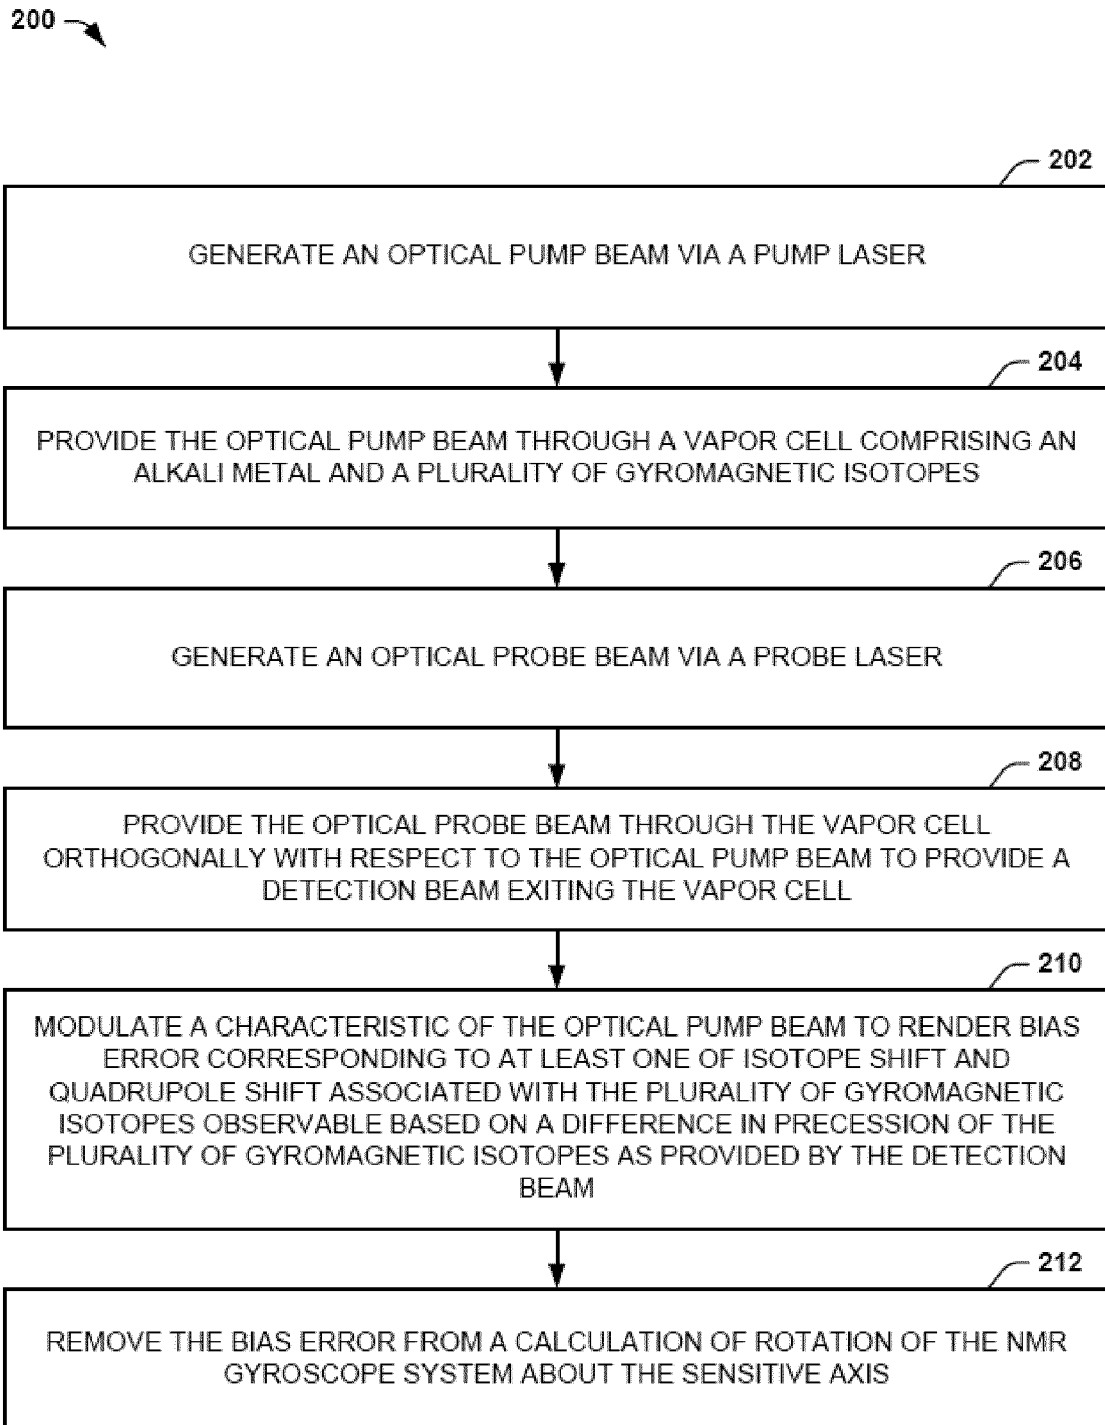 200
202
GENERATE AN OPTICAL PUMP BEAM VIA A PUMP LASER
204
PROVIDE THE OPTICAL PUMP BEAM THROUGH A VAPOR CELL COMPRISING AN
ALKALI METAL AND A PLURALITY OF GYROMAGNETIC ISOTOPES
206
GENERATE AN OPTICAL PROBE BEAM VIA A PROBE LASER
208
PROVIDE THE OPTICAL PROBE BEAM THROUGH THE VAPOR CELL
ORTHOGONALLY WITH RESPECT TO THE OPTICAL PUMP BEAM TO PROVIDE A
DETECTION BEAM EXITING THE VAPOR CELL
210
MODULATE A CHARACTERISTIC OF THE OPTICAL PUMP BEAM TO RENDER BIAS
ERROR CORRESPONDING TO AT LEAST ONE OF ISOTOPE SHIFT AND
QUADRUPOLE SHIFT ASSOCIATED WITH THE PLURALITY OF GYROMAGNETIC
ISOTOPES OBSERVABLE BASED ON A DIFFERENCE IN PRECESSION OF THE
PLURALITY OF GYROMAGNETIC ISOTOPES AS PROVIDED BY THE DETECTION
BEAM
212
REMOVE THE BIAS ERROR FROM A CALCULATION OF ROTATION OF THE NMR
GYROSCOPE SYSTEM ABOUT THE SENSITIVE AXIS